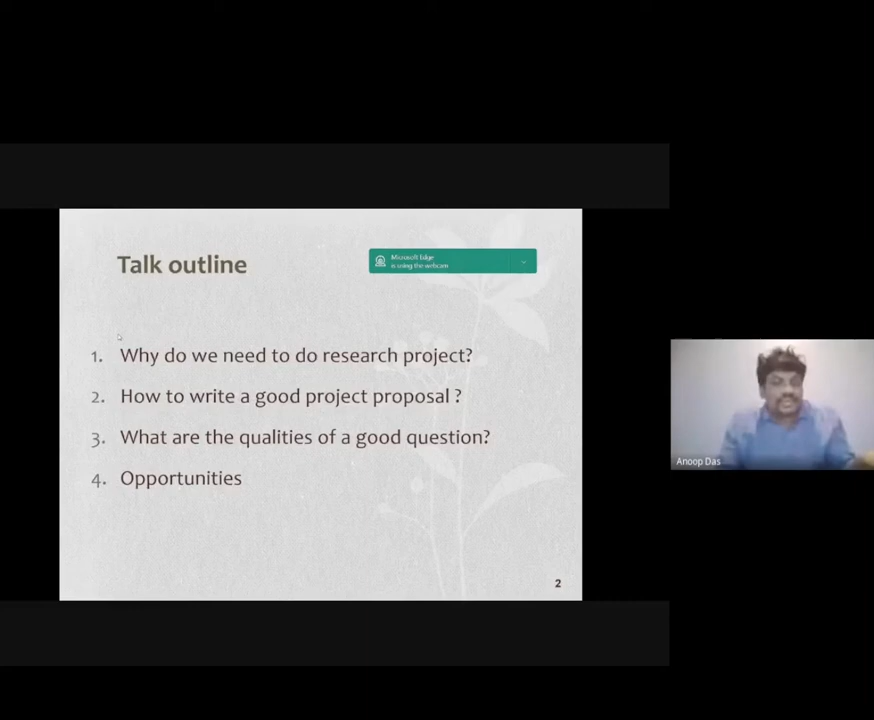 Talk outline
Microsoft Edge
is using the webcam
1. Why do we need to do research project?
2. How to write a good project proposal ?
3. What are the qualities of a good question?
4. Opportunities
2
Anoop Das